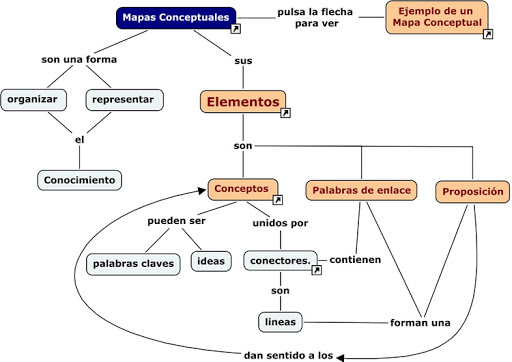 Mapas Conceptuales
pulsa la flecha
para ver
Ejemplo de un
Mapa Conceptual
son una forma
sus
organizar
representar
Elementos
el
son
Conocimiento
Conceptos
Palabras de enlace
Proposición
pueden ser
unidos por
palabras claves
ideas
conectores.
contienen
son
lineas
forman una
dan sentido a los